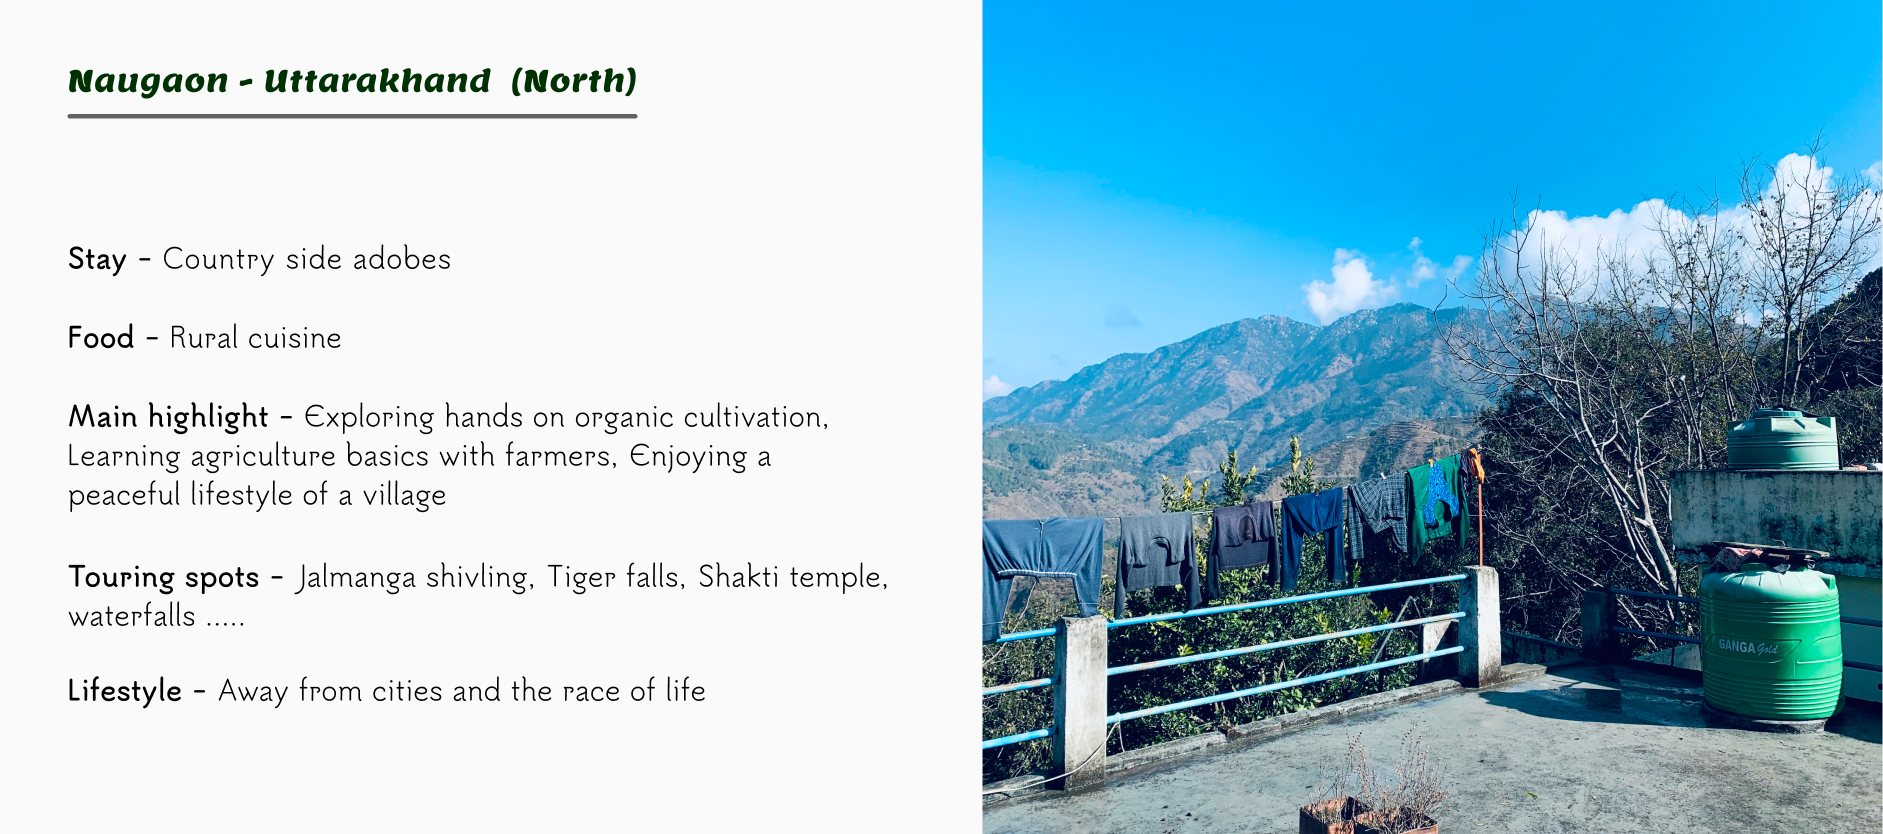 Naugaon - Uttarakhand (North)
Stay - Country side adobes
Food - Rural cuisine
Main highlight - Exploring hands on organic cultivation,
Learning agriculture basics with farmers, Enjoying a
peaceful lifestyle of a village
Touring spots - Jalmanga shivling, Tiger falls, Shakti temple,
waterfalls .....
Lifestyle - Away from cities and the race of life
GANGA Gold